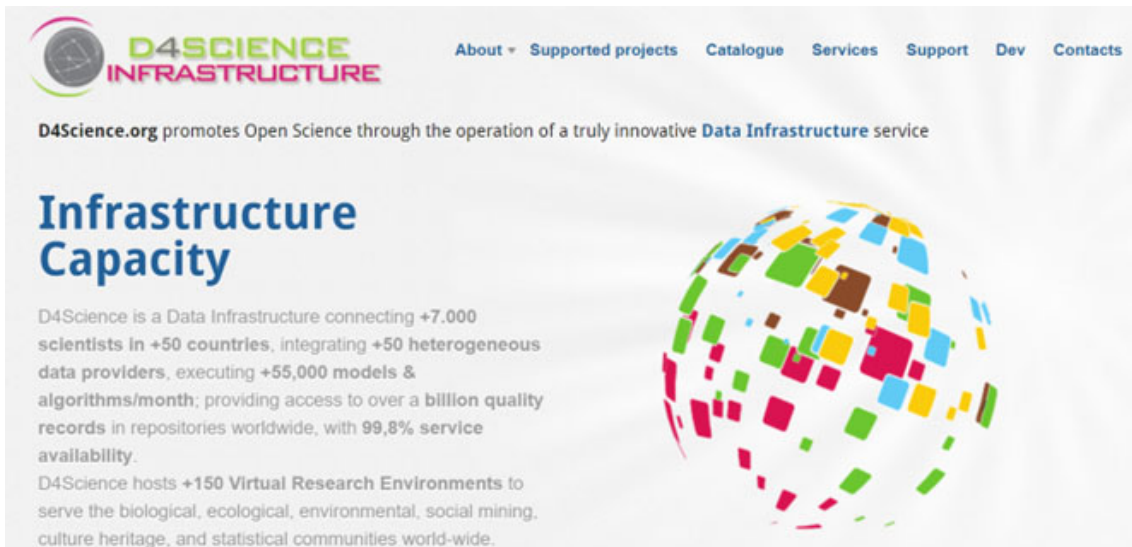 D4SCIENCE
INFRASTRUCTURE
About Supported projects Catalogue Services Support Dev Contacts
D4Science.org promotes Open Science through the operation of a truly innovative Data Infrastructure service
Infrastructure
Capacity
D4Science is a Data Infrastructure connecting +7.000
scientists in +50 countries, integrating +50 heterogeneous
data providers, executing +55,000 models &
algorithms/month; providing access to over a billion quality
records in repositories worldwide, with 99,8% service
availability.
D4Science hosts +150 Virtual Research Environments to
serve the biological, ecological, environmental, social mining,
culture heritage, and statistical communities world-wide.